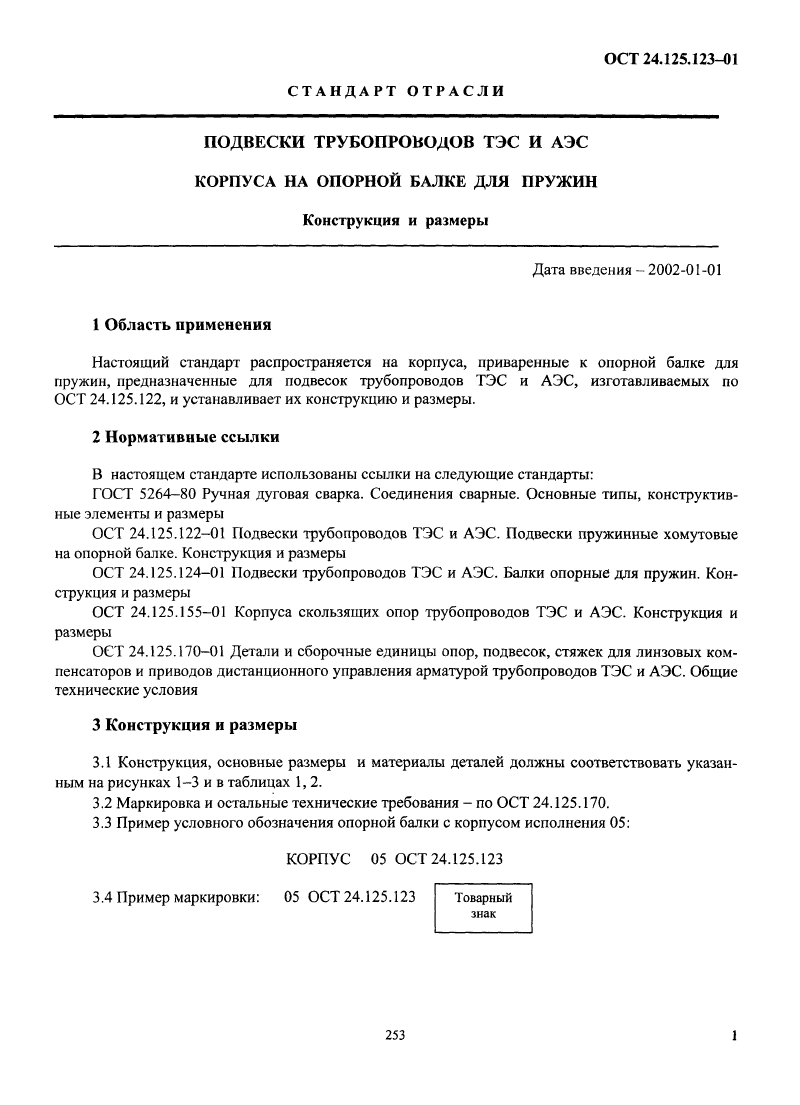 ОСТ 24.125.123–01
СТАНДАРТ ОТРАСЛИ
ПОДВЕСКИ ТРУБОПРОВОДОВ ТЭС И АЭС
КОРПУСА НА ОПОРНОЙ БАЛКЕ ДЛЯ ПРУЖИН
Конструкция и размеры
Дата введения – 2002-01-01
1 Область применения
Настоящий стандарт распространяется на корпуса, приваренные к опорной балке для
пружин, предназначенные для подвесок трубопроводов ТЭС и АЭС, изготавливаемых по
ОСТ 24.125.122, и устанавливает их конструкцию и размеры.
2 Нормативные ссылки
В настоящем стандарте использованы ссылки на следующие стандарты:
ГОСТ 5264–80 Ручная дуговая сварка. Соединения сварные. Основные типы, конструктив-
ные элементы и размеры
ОСТ 24.125.122–01 Подвески трубопроводов ТЭС и АЭС. Подвески пружинные хомутовые
на опорной балке. Конструкция и размеры
ОСТ 24.125.124–01 Подвески трубопроводов ТЭС и АЭС. Балки опорные для пружин. Кон-
струкция и размеры
ОСТ 24.125.155–01 Корпуса скользящих опор трубопроводов ТЭС и АЭС. Конструкция и
размеры
ОСТ 24.125.170–01 Детали и сборочные единицы опор, подвесок, стяжек для линзовых ком-
пенсаторов и приводов дистанционного управления арматурой трубопроводов ТЭС и АЭС. Общие
технические условия
3 Конструкция и размеры
3.1 Конструкция, основные размеры и материалы деталей должны соответствовать указан-
ным на рисунках 1–3 и в таблицах 1, 2.
3.2 Маркировка и остальные технические требования – по ОСТ 24.125.170.
3.3 Пример условного обозначения опорной балки с корпусом исполнения 05:
КОРПУС 05 ОСТ 24.125.123
3.4 Пример маркировки: 05 ОСТ 24.125.123 Товарный
знак
253 1